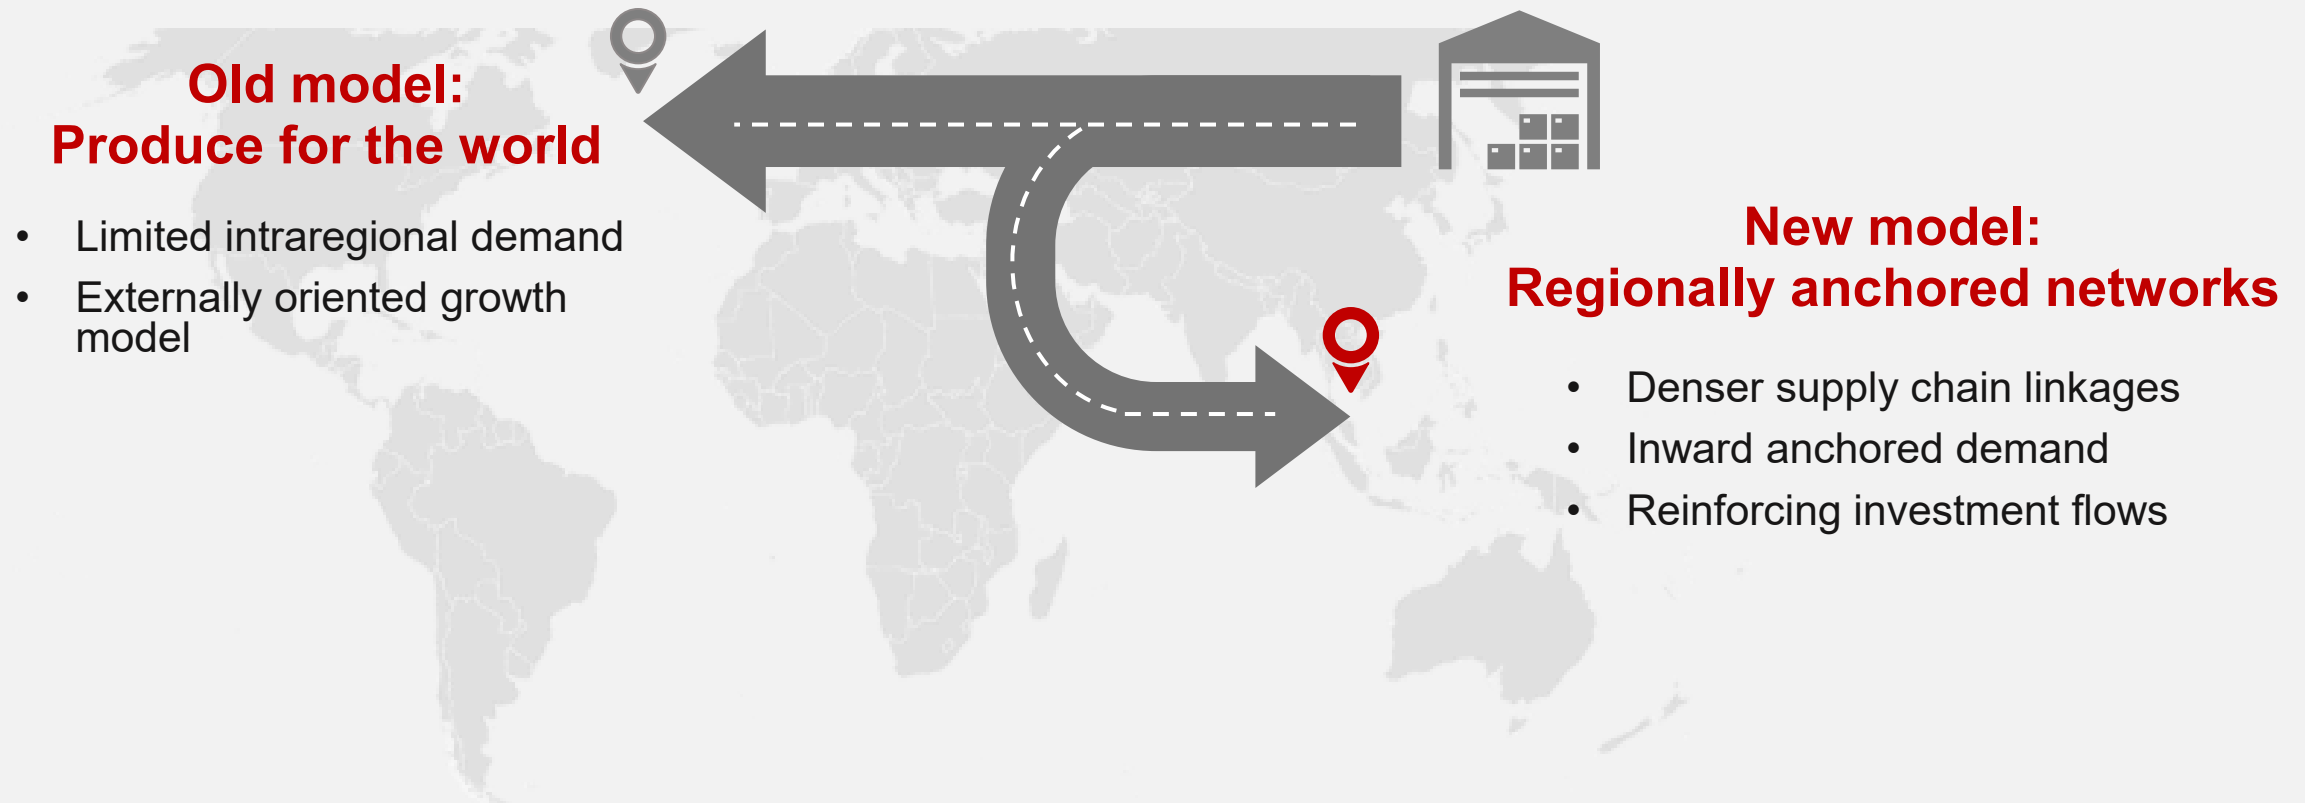 Old model:
Produce for the world
• Limited intraregional demand
• Externally oriented growth
model
New model:
Regionally anchored networks
• Denser supply chain linkages
• Inward anchored demand
• Reinforcing investment flows